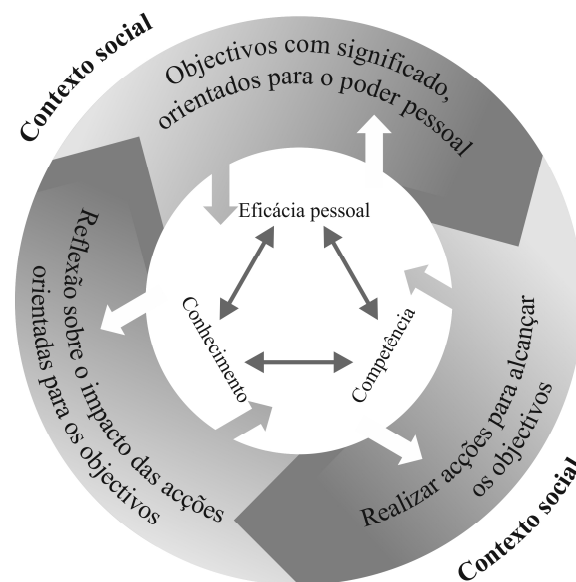 Contexto social
Objectivos com significado,
orientados para o poder pessoal
Eficácia pessoal
Conhecimento
Competência
Reflexão sobre o impacto das acções
orientadas para os objectivos
Realizar acções para alcançar
os objectivos
Contexto social